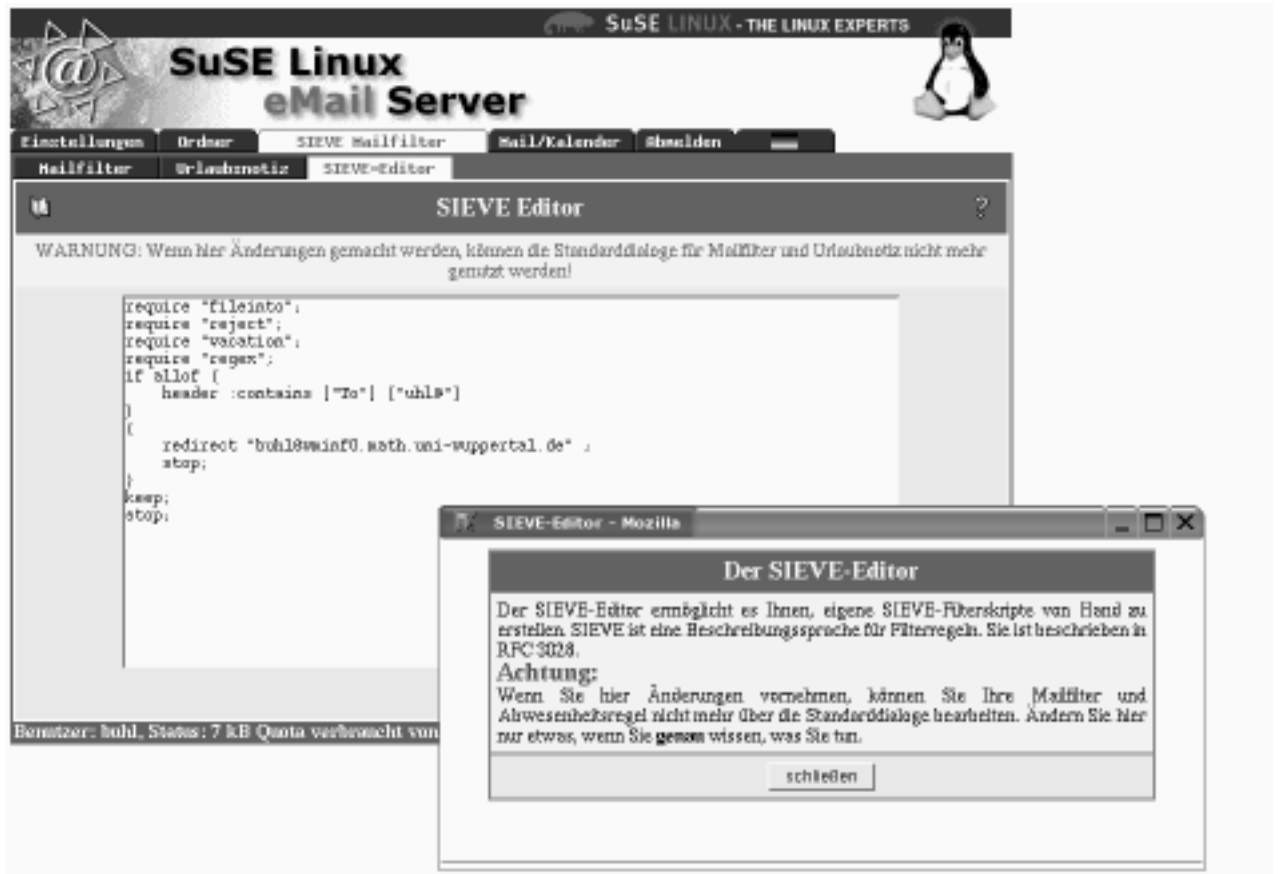 SuSE LINUX - THE LINUX EXPERTS
SuSE Linux
eMail Server
Einstellungen Ordner SIEVE Mailfilter Mail/Kalender Abmelden
Mailfilter Urlaubsnotiz SIEVE-Editor
SIEVE Editor ?
WARNUNG: Wenn hier Änderungen gemacht werden, können die Standarddialoge für Mailfilter und Urlaubnotiz nicht mehr
genutzt werden!
require "fileinto";
require "reject";
require "vacation";
require "regex";
if allof (
header :contains ["To"] ["uhl@"]
)
{
redirect "buhl@wminf0.math.uni-wuppertal.de" ;
stop;
}
keep;
stop;
SIEVE-Editor - Mozilla
Der SIEVE-Editor
Der SIEVE-Editor ermöglicht es Ihnen, eigene SIEVE-Filterskripte von Hand zu
erstellen. SIEVE ist eine Beschreibungssprache für Filterregeln. Sie ist beschrieben in
RFC 3028.
Achtung:
Wenn Sie hier Änderungen vornehmen, können Sie Ihre Mailfilter und
Abwesenheitsregel nicht mehr über die Standarddialoge bearbeiten. Ändern Sie hier
nur etwas, wenn Sie genau wissen, was Sie tun.
schließen
Benutzer: buhl, Status: 7 kB Quota verbraucht von